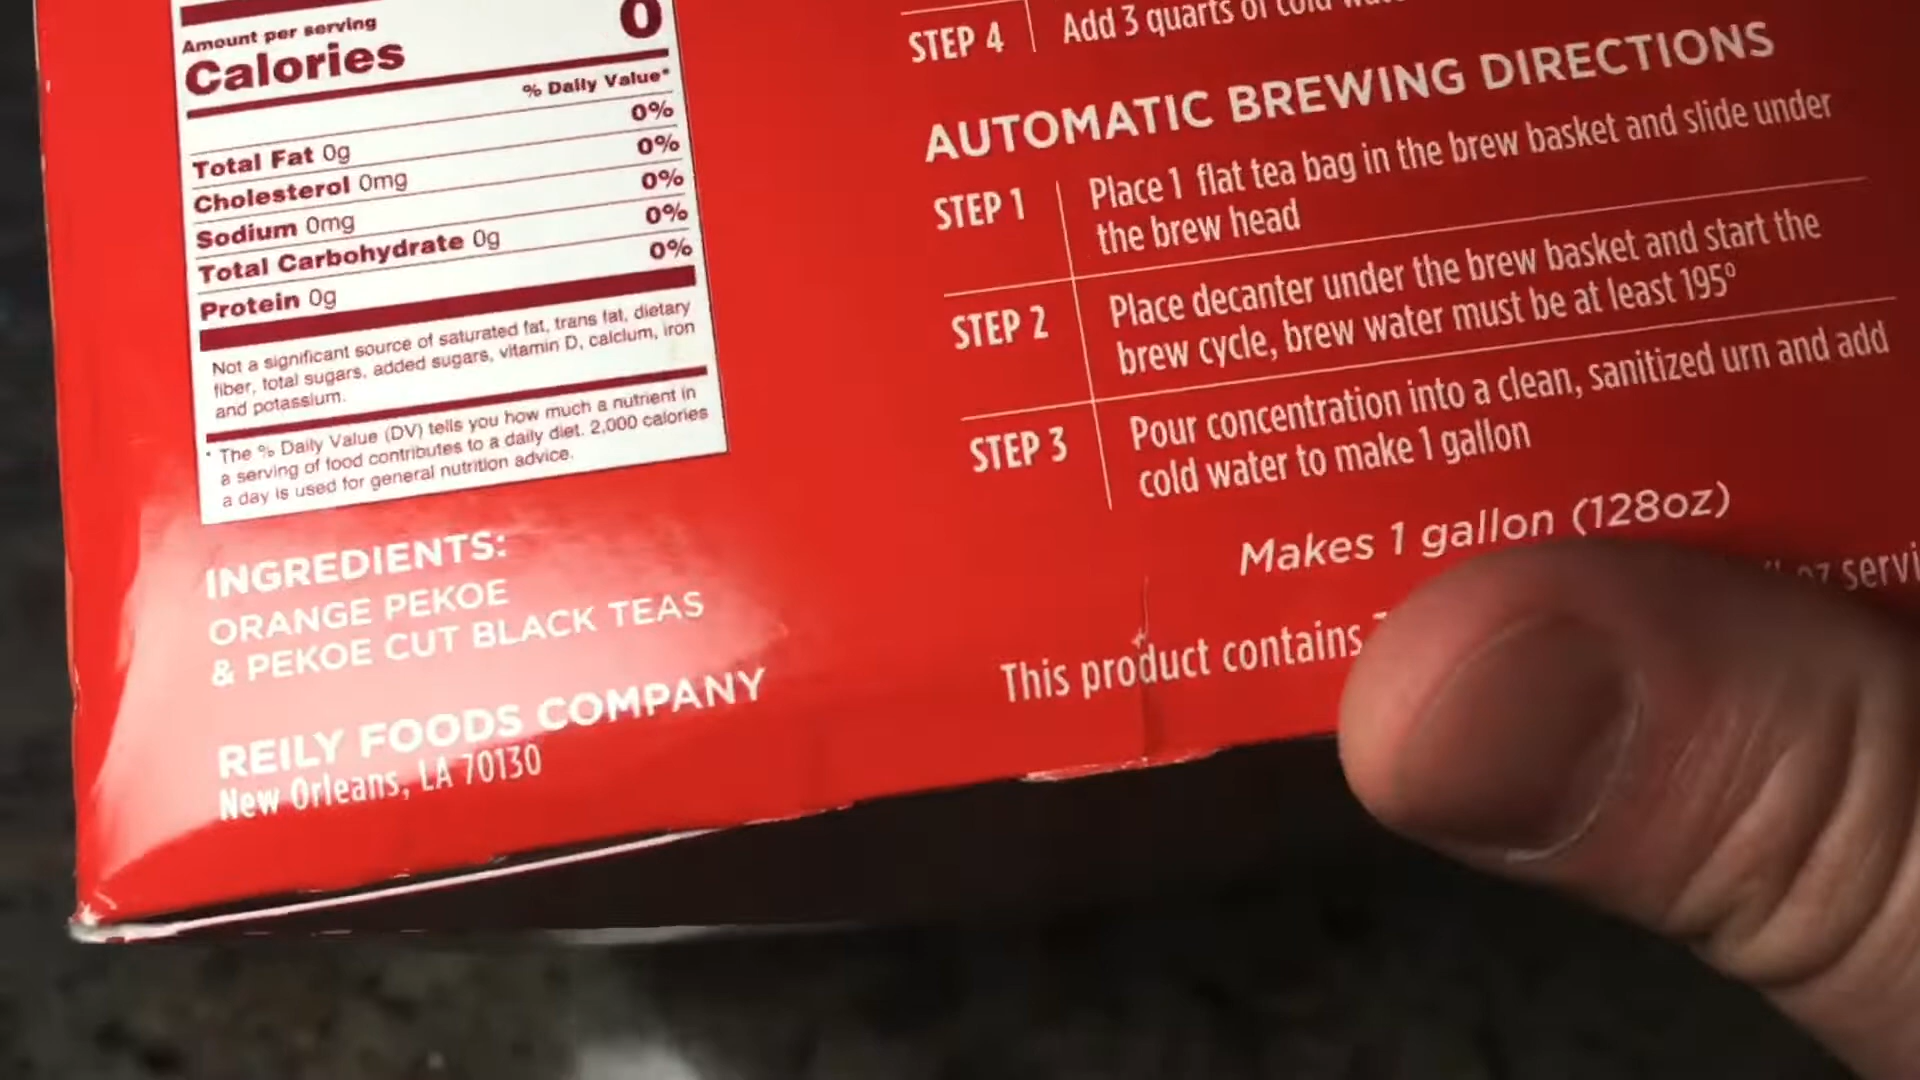 Amount per serving
Calories 0
% Daily Value*
Total Fat 0g 0%
Cholesterol 0mg 0%
Sodium 0mg 0%
Total Carbohydrate 0g 0%
Protein 0g 0%
Not a significant source of saturated fat, trans fat, dietary
fiber, total sugars, added sugars, vitamin D, calcium, iron
and potassium.
* The % Daily Value (DV) tells you how much a nutrient in
a serving of food contributes to a daily diet. 2,000 calories
a day is used for general nutrition advice.
INGREDIENTS:
ORANGE PEKOE
& PEKOE CUT BLACK TEAS
REILY FOODS COMPANY
New Orleans, LA 70130
STEP 4 Add 3 quarts of cold
AUTOMATIC BREWING DIRECTIONS
STEP 1 Place 1 flat tea bag in the brew basket and slide under
the brew head
STEP 2 Place decanter under the brew basket and start the
brew cycle, brew water must be at least 195°
STEP 3 Pour concentration into a clean, sanitized urn and add
cold water to make 1 gallon
Makes 1 gallon (128oz)
This product contains
oz servi